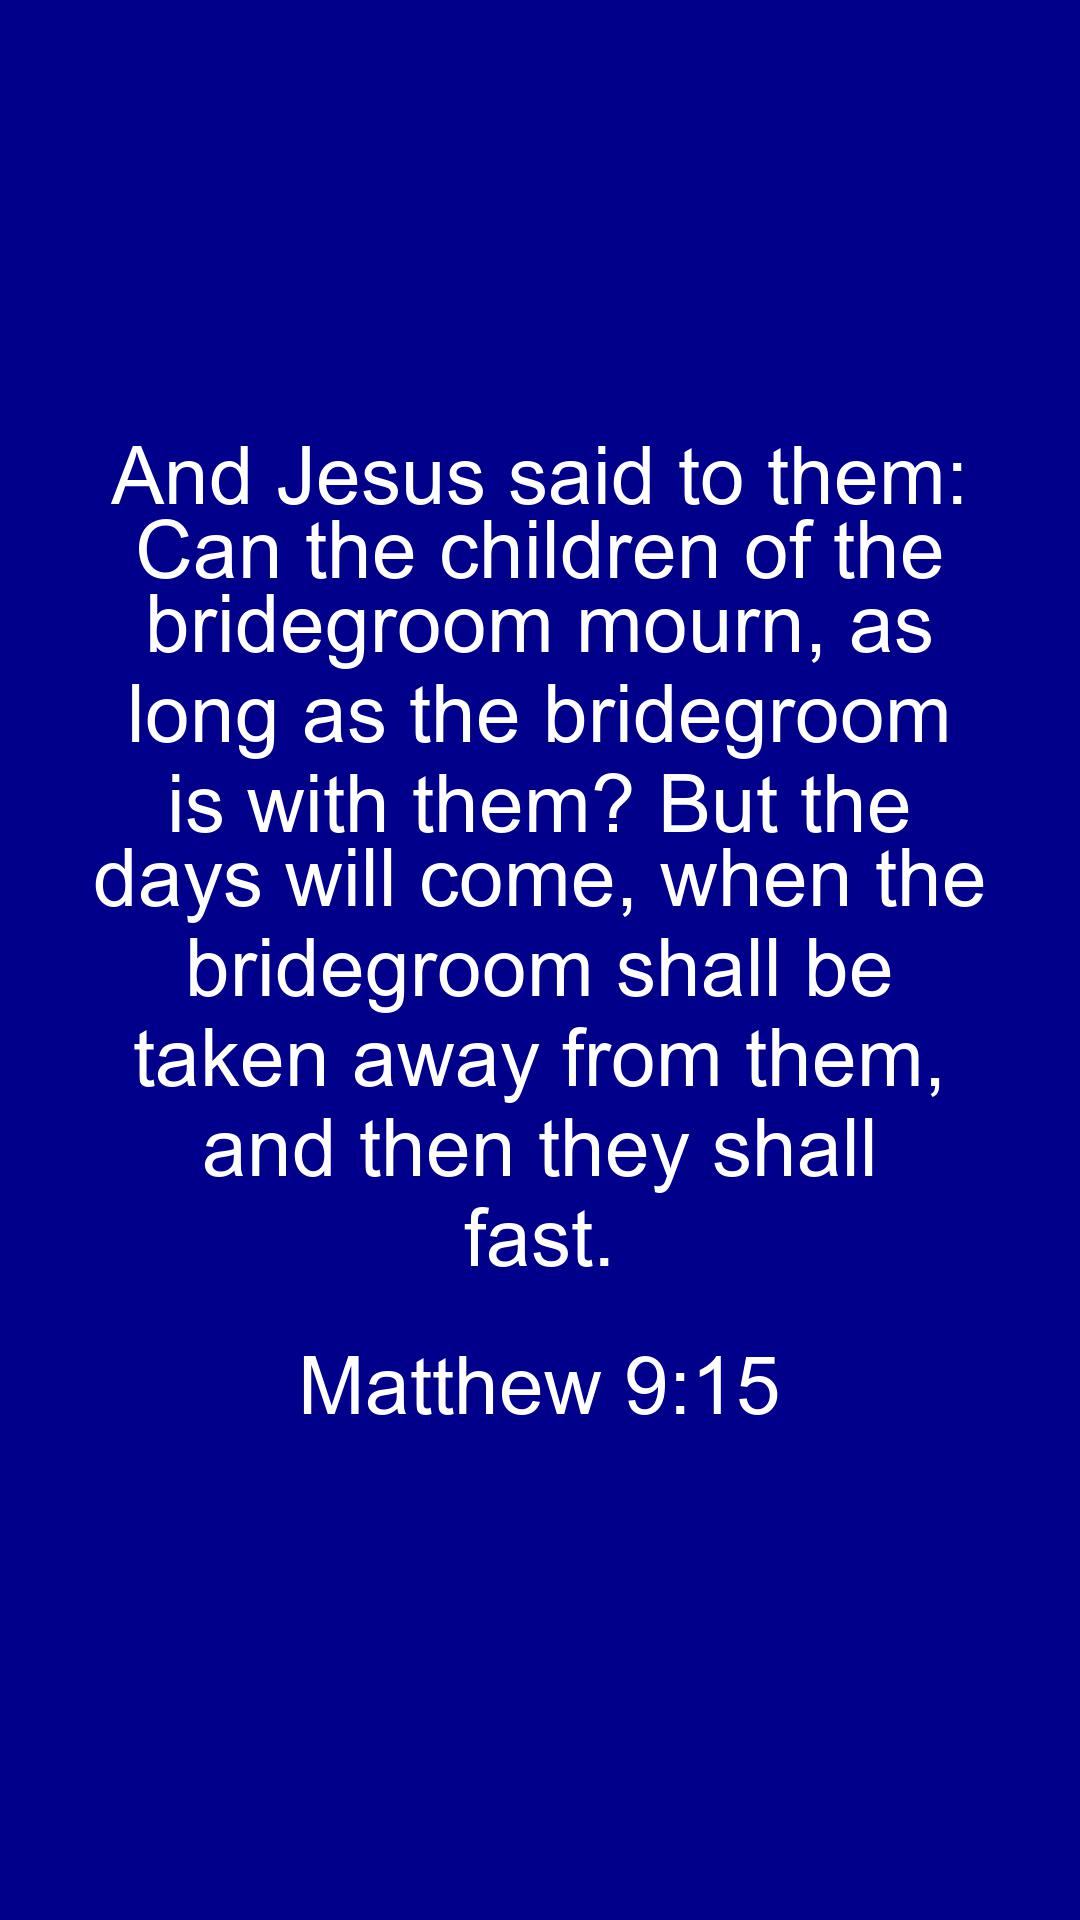 And Jesus said to them:
Can the children of the
bridegroom mourn, as
long as the bridegroom
is with them? But the
days will come, when the
bridegroom shall be
taken away from them,
and then they shall
fast.
Matthew 9:15